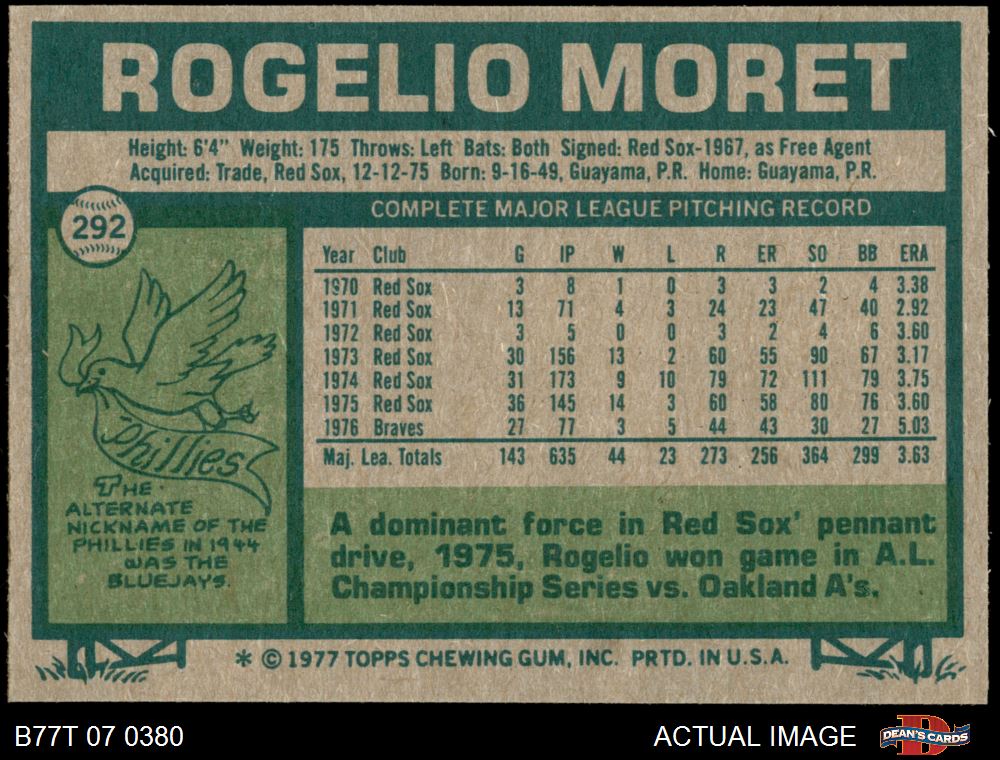 ROGELIO MORET
Height: 6'4" Weight: 175 Throws: Left Bats: Both Signed: Red Sox-1967, as Free Agent
Acquired: Trade, Red Sox, 12-12-75 Born: 9-16-49, Guayama, P.R. Home: Guayama, P.R.
292
COMPLETE MAJOR LEAGUE PITCHING RECORD
Year Club G IP W L R ER SO BB ERA
1970 Red Sox 3 8 1 0 3 3 2 4 3.38
1971 Red Sox 13 71 4 3 24 23 47 40 2.92
1972 Red Sox 3 5 0 0 3 2 4 6 3.60
1973 Red Sox 30 156 13 2 60 55 90 67 3.17
1974 Red Sox 31 173 9 10 79 72 111 79 3.75
1975 Red Sox 36 145 14 3 60 58 80 76 3.60
1976 Braves 27 77 3 5 44 43 30 27 5.03
Maj. Lea. Totals 143 635 44 23 273 256 364 299 3.63
Phillies
THE
ALTERNATE
NICKNAME OF THE
PHILLIES IN 1944
WAS THE
BLUEJAYS.
A dominant force in Red Sox' pennant
drive, 1975, Rogelio won game in A.L.
Championship Series vs. Oakland A's.
* © 1977 TOPPS CHEWING GUM, INC. PRTD. IN U.S.A.
B77T 07 0380
ACTUAL IMAGE
D
DEAN'S CARDS